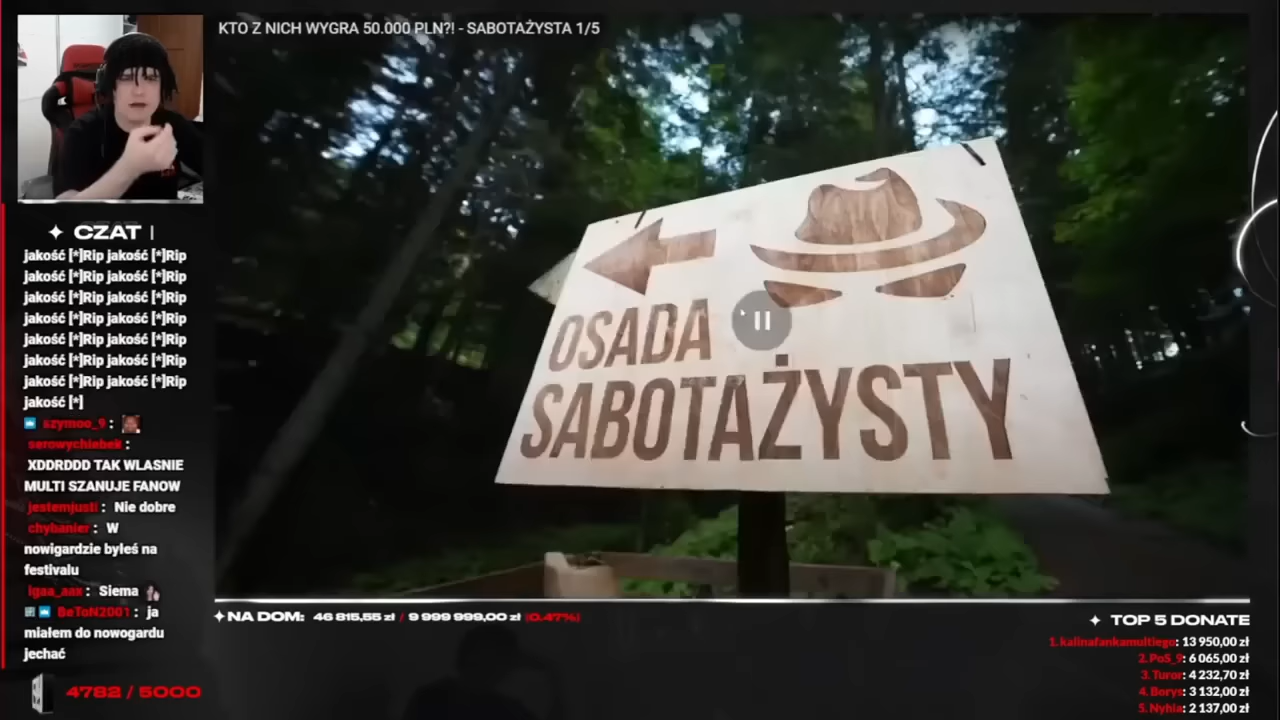 KTO Z NICH WYGRA 50.000 PLN?! - SABOTAŻYSTA 1/5
OSADA
SABOTAŻYSTY
CZAT
jakość [*]Rip jakość [*]Rip
jakość [*]Rip jakość [*]Rip
jakość [*]Rip jakość [*]Rip
jakość [*]Rip jakość [*]Rip
jakość [*]Rip jakość [*]Rip
jakość [*]Rip jakość [*]Rip
jakość [*]Rip jakość [*]Rip
jakość [*]
szymoo_9:
serowychlebek:
XDDRDDD TAK WLASNIE
MULTI SZANUJE FANOW
jestemjusti: Nie dobre
chybanier: W
nowigardzie byłeś na
festivalu
igaa_aax: Siema
BeToN2001: ja
miałem do nowogardu
jechać
4782 / 5000
NA DOM: 46 815,55 zł / 9 999 999,00 zł (0.47%)
TOP 5 DONATE
1. kalinafankamultiego: 13 950,00 zł
2. PoS_9: 6 065,00 zł
3. Turor: 4 232,70 zł
4. Borys: 3 132,00 zł
5. Nyhia: 2 137,00 zł